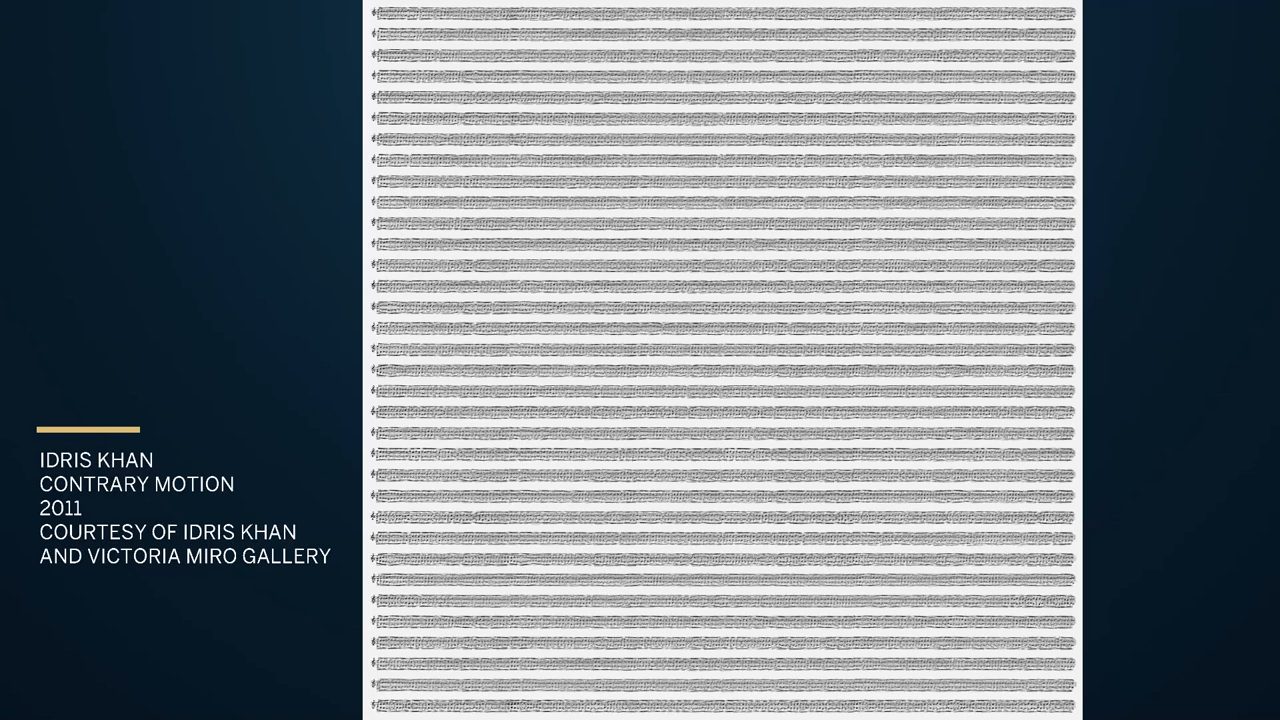 IDRIS KHAN
CONTRARY MOTION
2011
COURTESY OF IDRIS KHAN
AND VICTORIA MIRO GALLERY